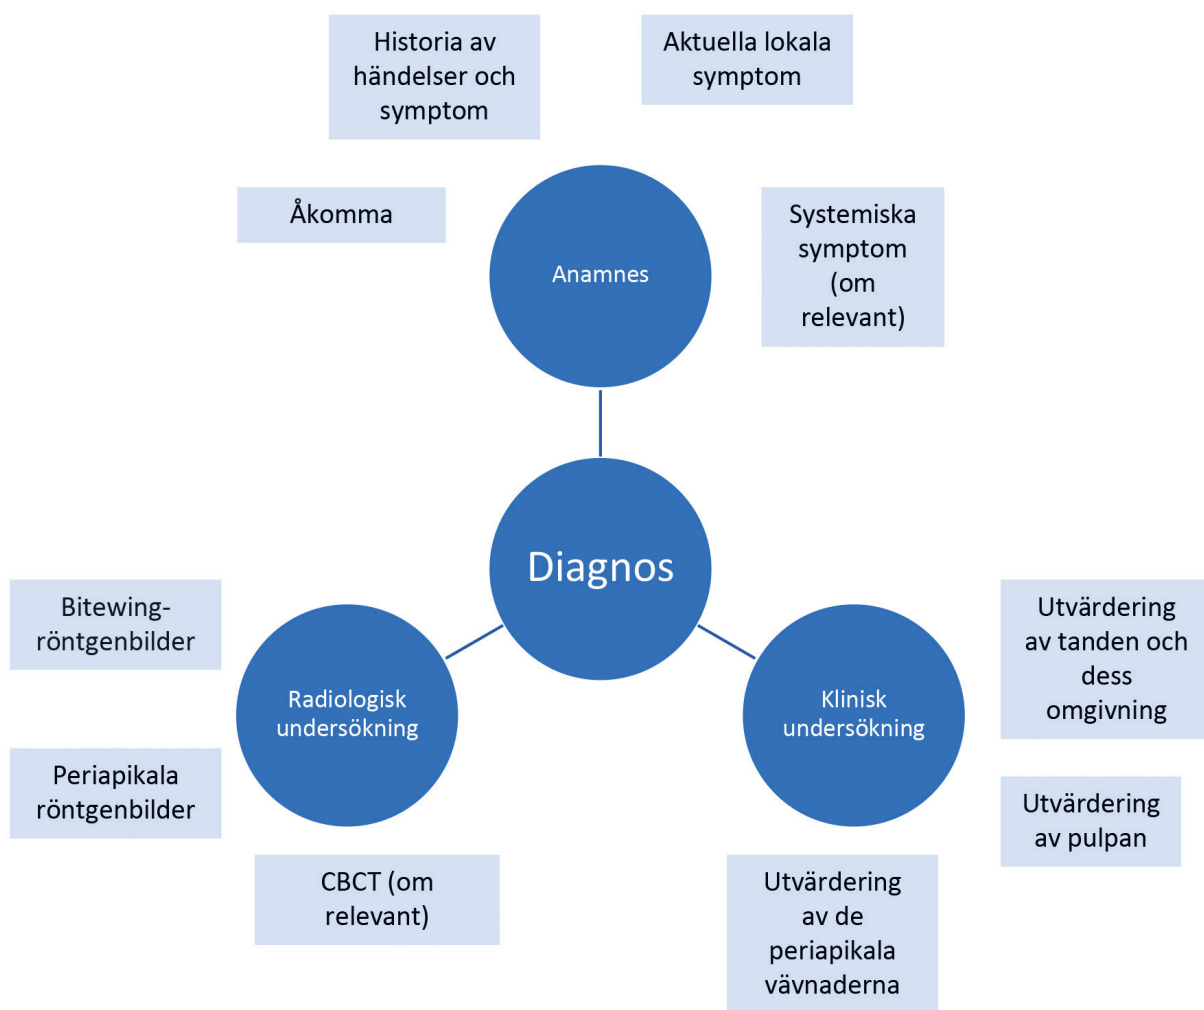 Historia av
händelser och
symptom
Aktuella lokala
symptom
Åkomma
Systemiska
symptom
(om
relevant)
Anamnes
Diagnos
Bitewing-
röntgenbilder
Periapikala
röntgenbilder
Radiologisk
undersökning
CBCT (om
relevant)
Klinisk
undersökning
Utvärdering
av tanden och
dess
omgivning
Utvärdering
av pulpan
Utvärdering
av de
periapikala
vävnaderna